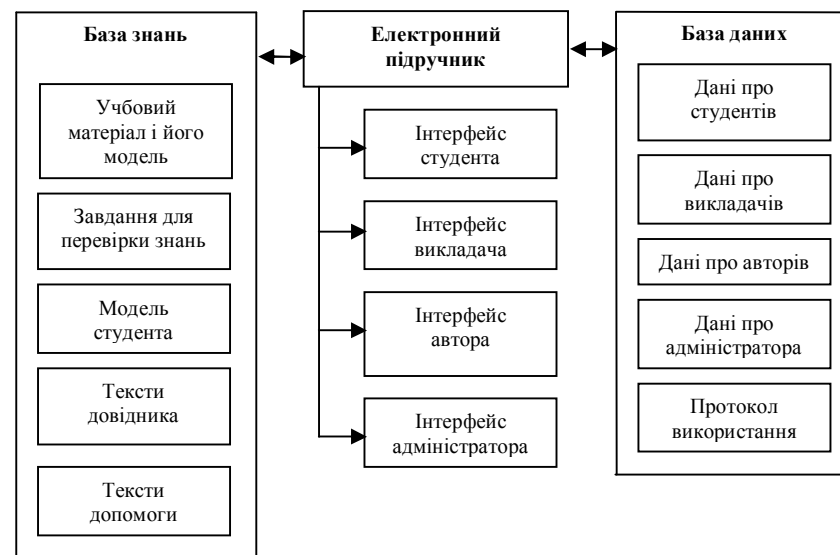 База знань
Учбовий
матеріал і його
модель
Завдання для
перевірки знань
Модель
студента
Тексти
довідника
Тексти
допомоги
Електронний
підручник
Інтерфейс
студента
Інтерфейс
викладача
Інтерфейс
автора
Інтерфейс
адміністратора
База даних
Дані про
студентів
Дані про
викладачів
Дані про авторів
Дані про
адміністратора
Протокол
використання